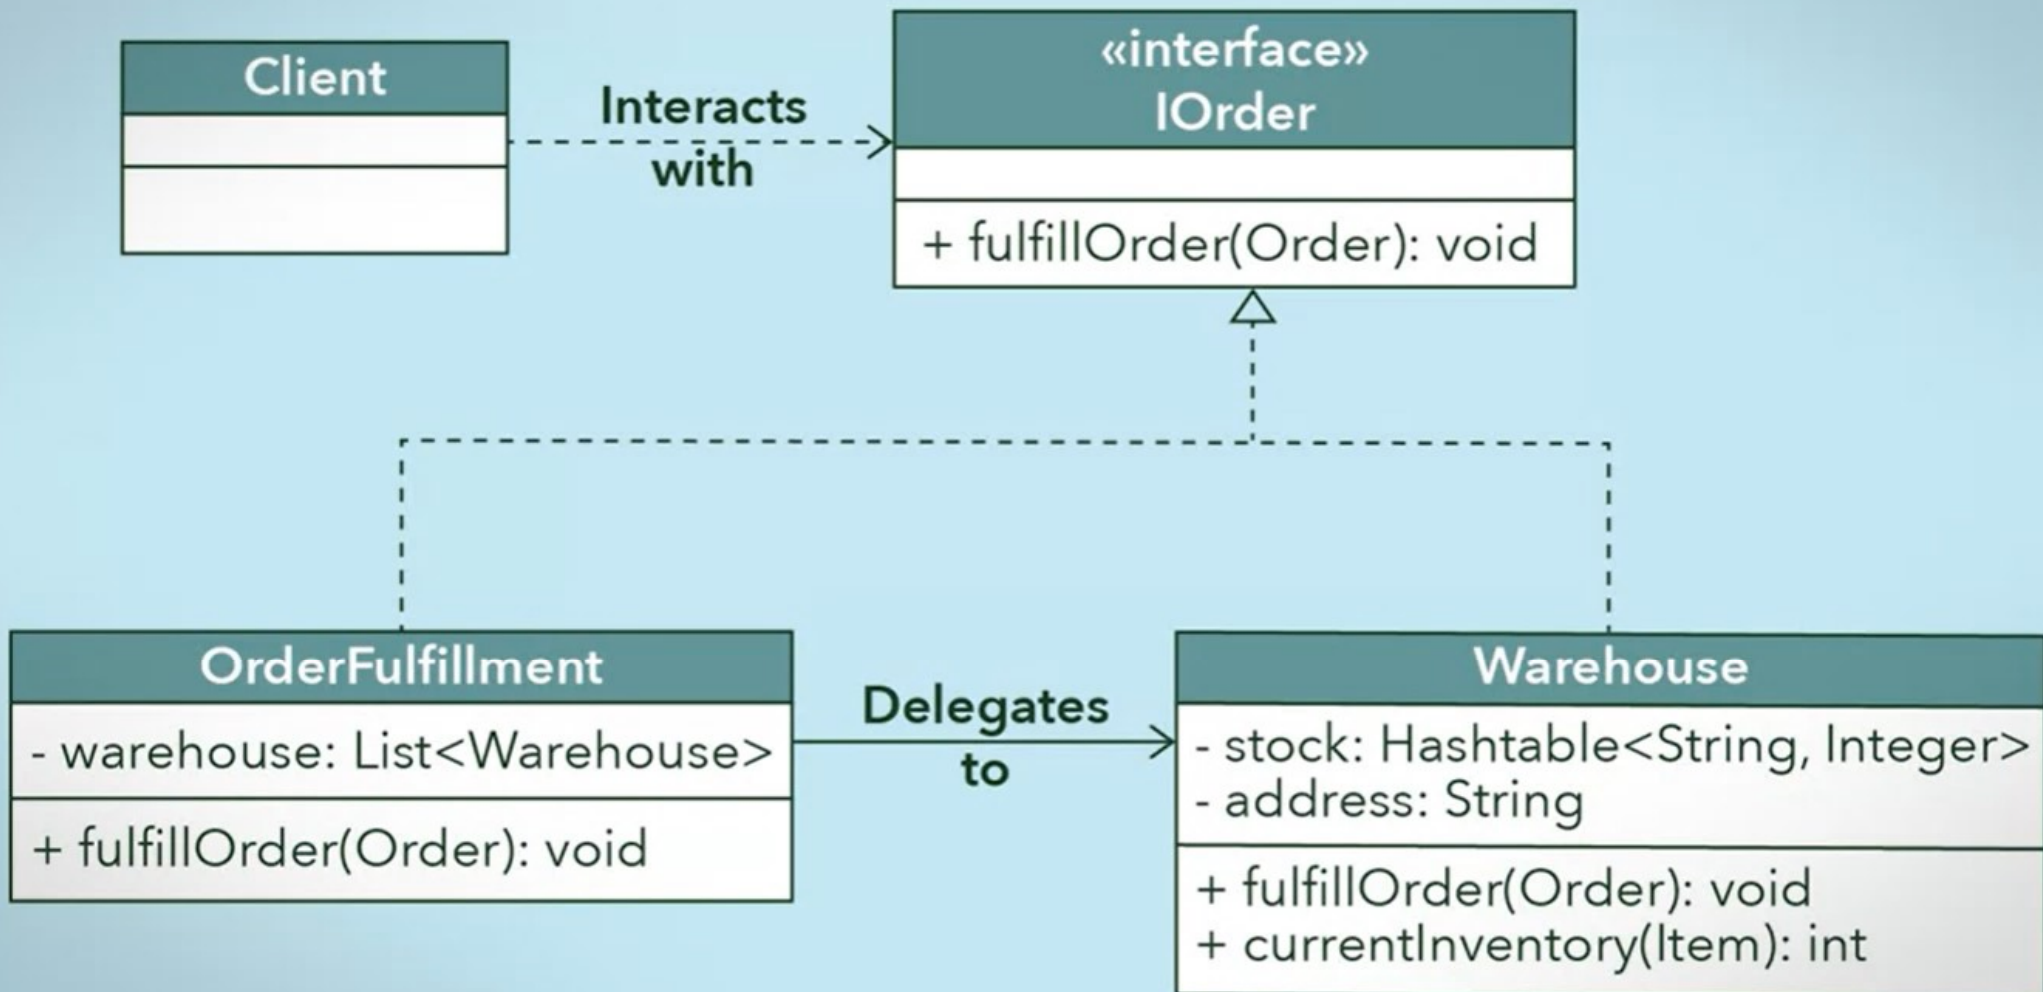 Client
Interacts
with
«interface»
IOrder
+ fulfillOrder(Order): void
OrderFulfillment
- warehouse: List<Warehouse>
+ fulfillOrder(Order): void
Delegates
to
Warehouse
- stock: Hashtable<String, Integer>
- address: String
+ fulfillOrder(Order): void
+ currentInventory(Item): int